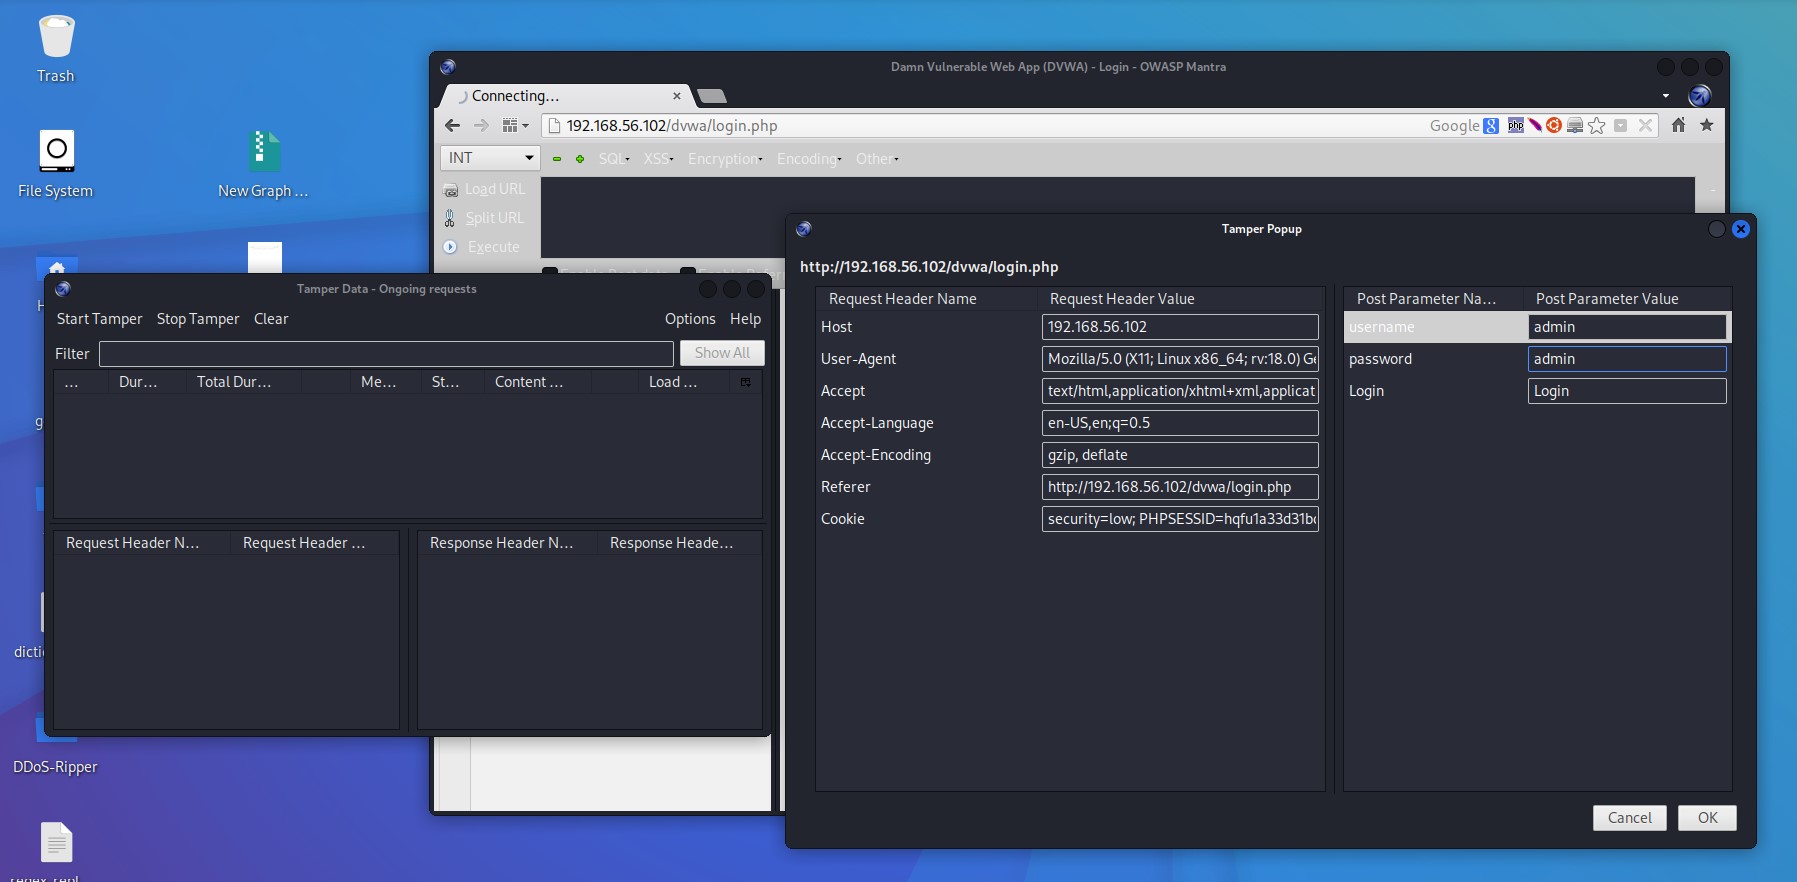 Trash
File System
New Graph ...
DDoS-Ripper
Damn Vulnerable Web App (DVWA) - Login - OWASP Mantra
Connecting...
192.168.56.102/dvwa/login.php
Google
php
INT
SQL
XSS
Encryption
Encoding
Other
Load URL
Split URL
Execute
Tamper Data - Ongoing requests
Start Tamper Stop Tamper Clear Options Help
Filter
Show All
... Dur... Total Dur... Me... St... Content ... Load ...
Request Header N... Request Header ...
Response Header N... Response Heade...
Tamper Popup
http://192.168.56.102/dvwa/login.php
Request Header Name Request Header Value
Host 192.168.56.102
User-Agent Mozilla/5.0 (X11; Linux x86_64; rv:18.0) Ge
Accept text/html,application/xhtml+xml,applicat
Accept-Language en-US,en;q=0.5
Accept-Encoding gzip, deflate
Referer http://192.168.56.102/dvwa/login.php
Cookie security=low; PHPSESSID=hqfu1a33d31bc
Post Parameter Na... Post Parameter Value
username admin
password admin
Login Login
Cancel
OK